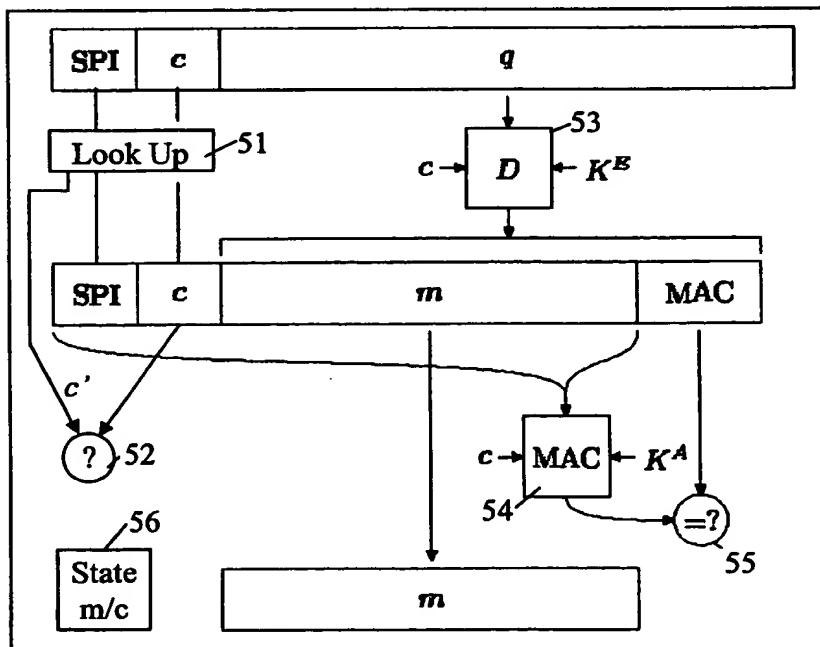 SPI c q
Look Up 51
53
c D K^E
SPI c m MAC
c'
? 52
c MAC K^A
54
=?
55
56
State
m/c
m